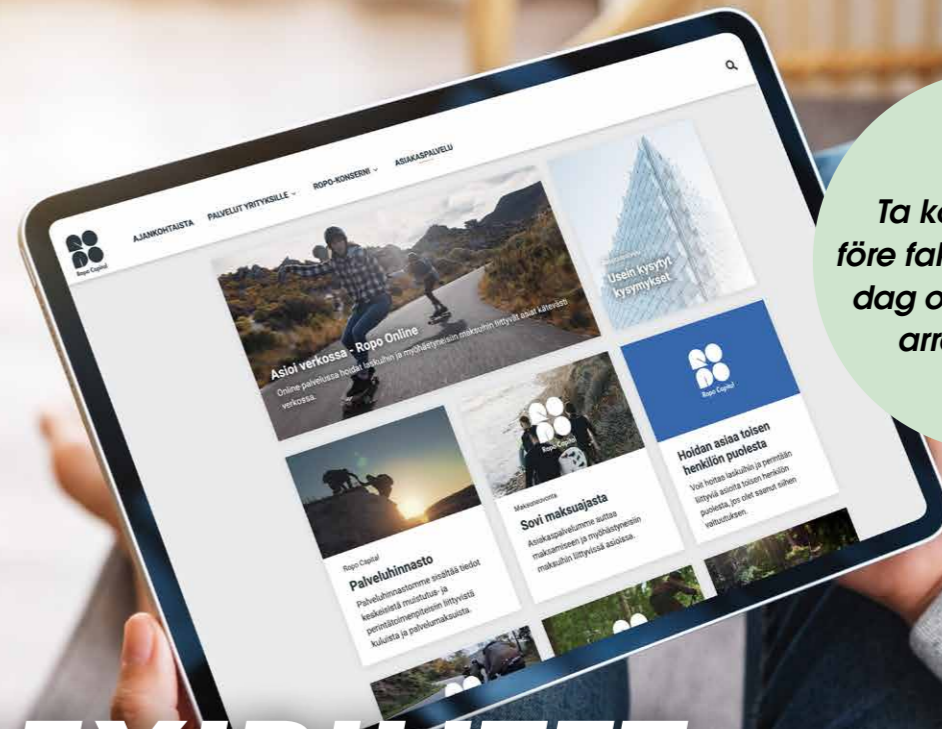 AJANKOHTAISTA
PALVELUT YRITYKSILLE
ROPO-KONSERNI
ASIAKASPALVELU
Ropo Capital
Asioi verkossa - Ropo Online
Online palvelussa hoidat laskuihin ja myöhästyneisiin maksuihin liittyvät asiat kätevästi
verkossa.
Usein kysytyt
kysymykset
Ropo Capital
Palveluhinnasto
Palveluhinnastomme sisältää tiedot
keskeisistä muistutus- ja
perintätoimenpiteisiin liittyvistä
kuluista ja palvelumaksuista.
Ropo Capital
Maksuneuvonta
Sovi maksuajasta
Asiakaspalvelumme auttaa
maksamiseen ja myöhästyneisiin
maksuihin liittyvissä asioissa.
Ropo Capital
Hoidan asiaa toisen
henkilön puolesta
Voit hoitaa laskuihin ja perintään
liittyviä asioita toisen henkilön
puolesta, jos olet saanut siihen
valtuutuksen.
Ta
före
dag